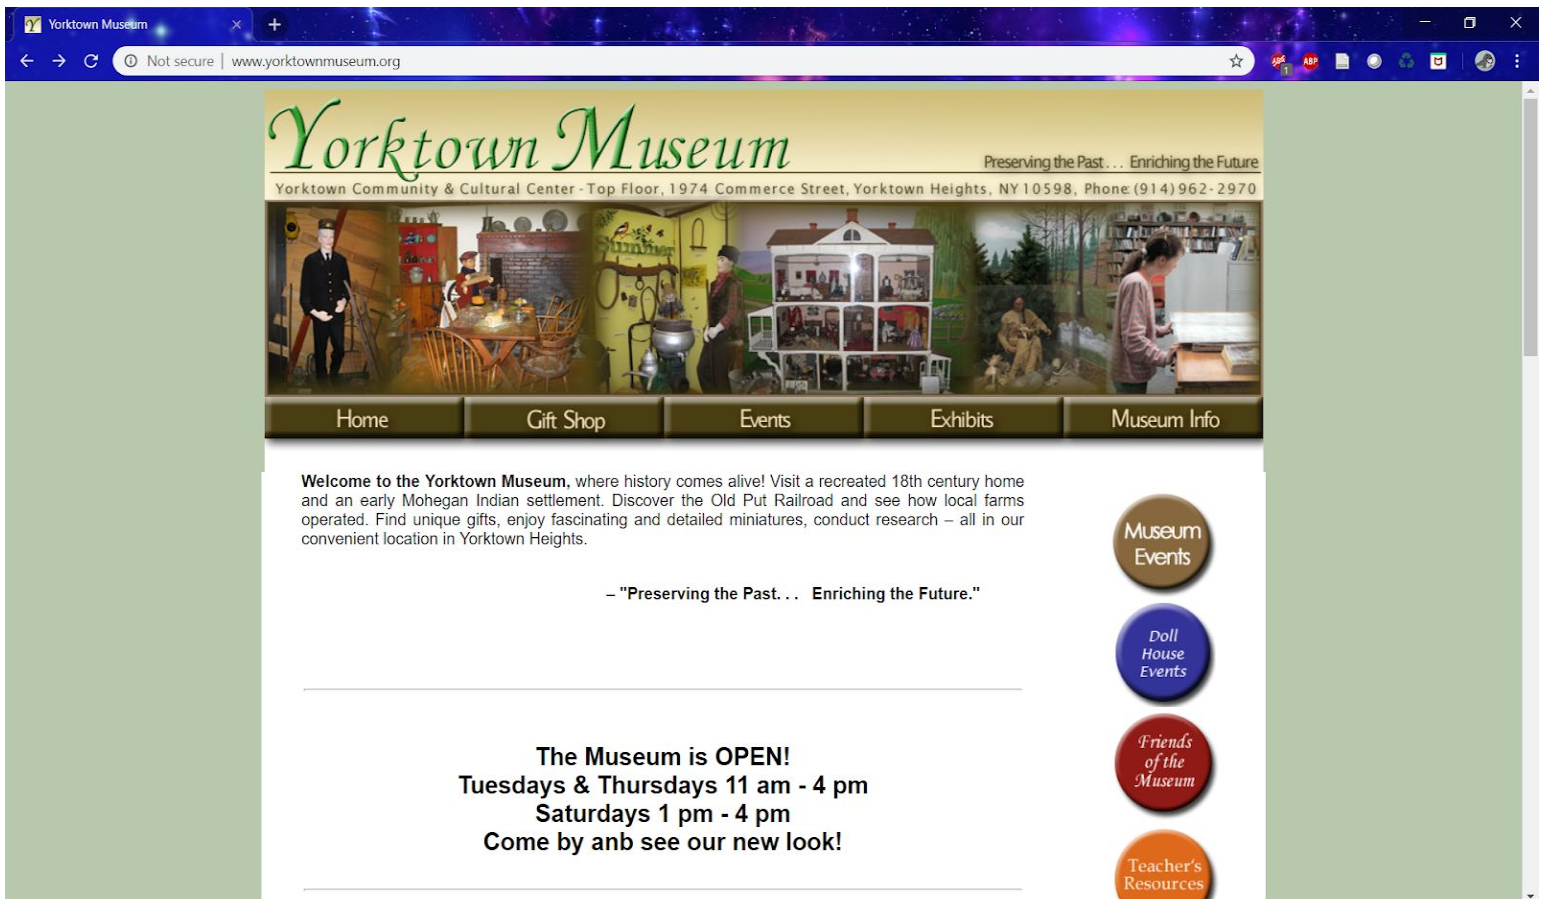 Yorktown Museum
Not secure | www.yorktownmuseum.org
1
ABP
Yorktown Museum
Preserving the Past . . . Enriching the Future
Yorktown Community & Cultural Center - Top Floor, 1974 Commerce Street, Yorktown Heights, NY 10598, Phone: (914) 962-2970
Summer
Home
Gift Shop
Events
Exhibits
Museum Info
Welcome to the Yorktown Museum, where history comes alive! Visit a recreated 18th century home
and an early Mohegan Indian settlement. Discover the Old Put Railroad and see how local farms
operated. Find unique gifts, enjoy fascinating and detailed miniatures, conduct research – all in our
convenient location in Yorktown Heights.
– "Preserving the Past. . .   Enriching the Future."
The Museum is OPEN!
Tuesdays & Thursdays 11 am - 4 pm
Saturdays 1 pm - 4 pm
Come by anb see our new look!
Museum
Events
Doll
House
Events
Friends
of the
Museum
Teacher's
Resources